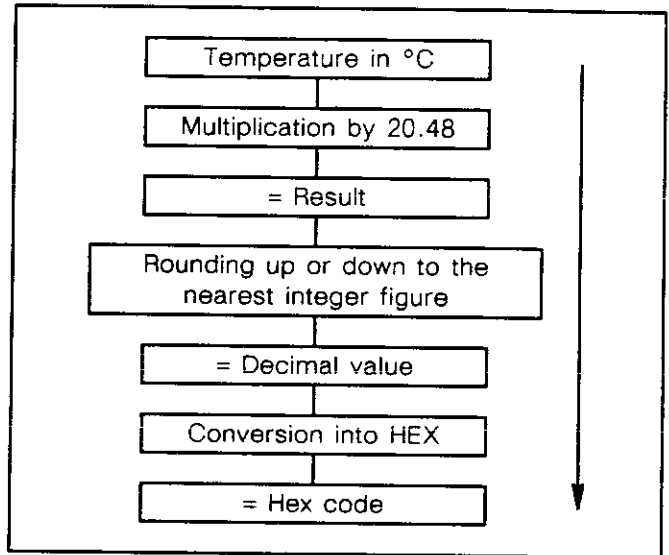 Temperature in °C
Multiplication by 20.48
= Result
Rounding up or down to the
nearest integer figure
= Decimal value
Conversion into HEX
= Hex code